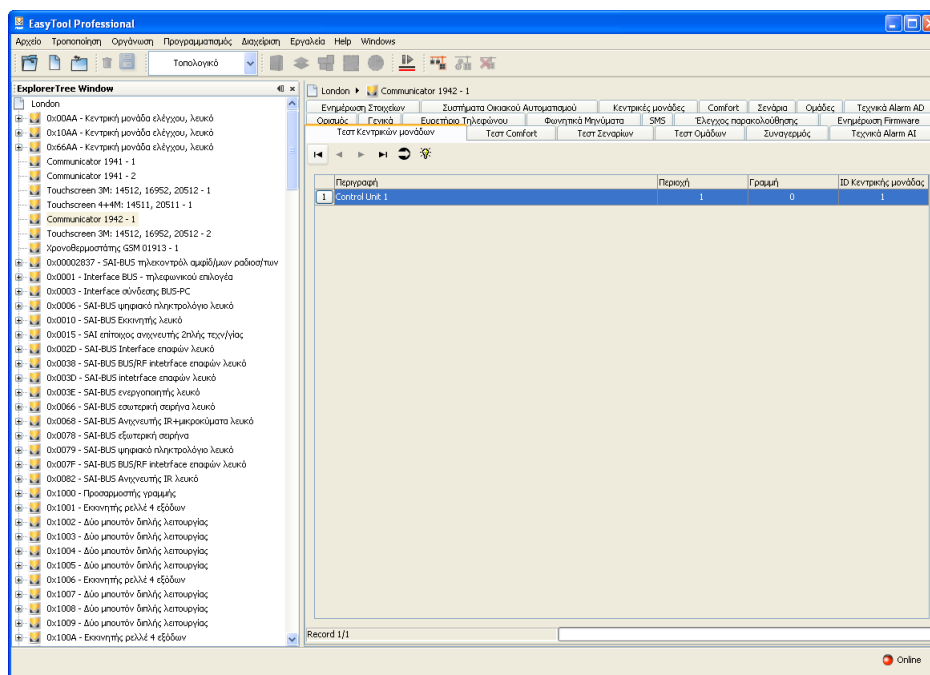 EasyTool Professional
Αρχείο Τροποποίηση Οργάνωση Προγραμματισμός Διαχείριση Εργαλεία Help Windows
Τοπολογικό
ExplorerTree Window
London
0x00AA - Κεντρική μονάδα ελέγχου, λευκό
0x10AA - Κεντρική μονάδα ελέγχου, λευκό
0x66AA - Κεντρική μονάδα ελέγχου, λευκό
Communicator 1941 - 1
Communicator 1941 - 2
Touchscreen 3M: 14512, 16952, 20512 - 1
Touchscreen 4+4M: 14511, 20511 - 1
Communicator 1942 - 1
Touchscreen 3M: 14512, 16952, 20512 - 2
Χρονοθερμοστάτης GSM 01913 - 1
0x00002837 - SAI-BUS τηλεκοντρόλ αμφίδ/μων ραδιοσ/των
0x0001 - Interface BUS - τηλεφωνικού επιλογέα
0x0003 - Interface σύνδεσης BUS-PC
0x0006 - SAI-BUS ψηφιακό πληκτρολόγιο λευκό
0x0010 - SAI-BUS Εκκινητής λευκό
0x0015 - SAI επίτοιχος ανιχνευτής 2πλής τεχν/γίας
0x002D - SAI-BUS Interface επαφών λευκό
0x0038 - SAI-BUS BUS/RF intetrface επαφών λευκό
0x003D - SAI-BUS intetrface επαφών λευκό
0x003E - SAI-BUS ενεργοποιητής λευκό
0x0066 - SAI-BUS εσωτερική σειρήνα λευκό
0x0068 - SAI-BUS Ανιχνευτής IR+μικροκύματα λευκό
0x0078 - SAI-BUS εξωτερική σειρήνα
0x0079 - SAI-BUS ψηφιακό πληκτρολόγιο λευκό
0x007F - SAI-BUS BUS/RF intetrface επαφών λευκό
0x0082 - SAI-BUS Ανιχνευτής IR λευκό
0x1000 - Προσαρμοστής γραμμής
0x1001 - Εκκινητής ρελλέ 4 εξόδων
0x1002 - Δύο μπουτόν διπλής λειτουργίας
0x1003 - Δύο μπουτόν διπλής λειτουργίας
0x1004 - Δύο μπουτόν διπλής λειτουργίας
0x1005 - Δύο μπουτόν διπλής λειτουργίας
0x1006 - Εκκινητής ρελλέ 4 εξόδων
0x1007 - Δύο μπουτόν διπλής λειτουργίας
0x1008 - Δύο μπουτόν διπλής λειτουργίας
0x1009 - Δύο μπουτόν διπλής λειτουργίας
0x100A - Εκκινητής ρελλέ 4 εξόδων
London Communicator 1942 - 1
Ενημέρωση Στοιχείων Συστήματα Οικιακού Αυτοματισμού Κεντρικές μονάδες Comfort Σενάρια Ομάδες Τεχνικά Alarm AD
Ορισμός Γενικά Ευρετήριο Τηλεφώνου Φωνητικά Μηνύματα SMS Έλεγχος παρακολούθησης Ενημέρωση Firmware
Τεστ Κεντρικών μονάδων Τεστ Comfort Τεστ Σεναρίων Τεστ Ομάδων Συναγερμός Τεχνικά Alarm AI
Περιγραφή Περιοχή Γραμμή ID Κεντρικής μονάδας
1 Control Unit 1 1 0 1
Record 1/1
Online